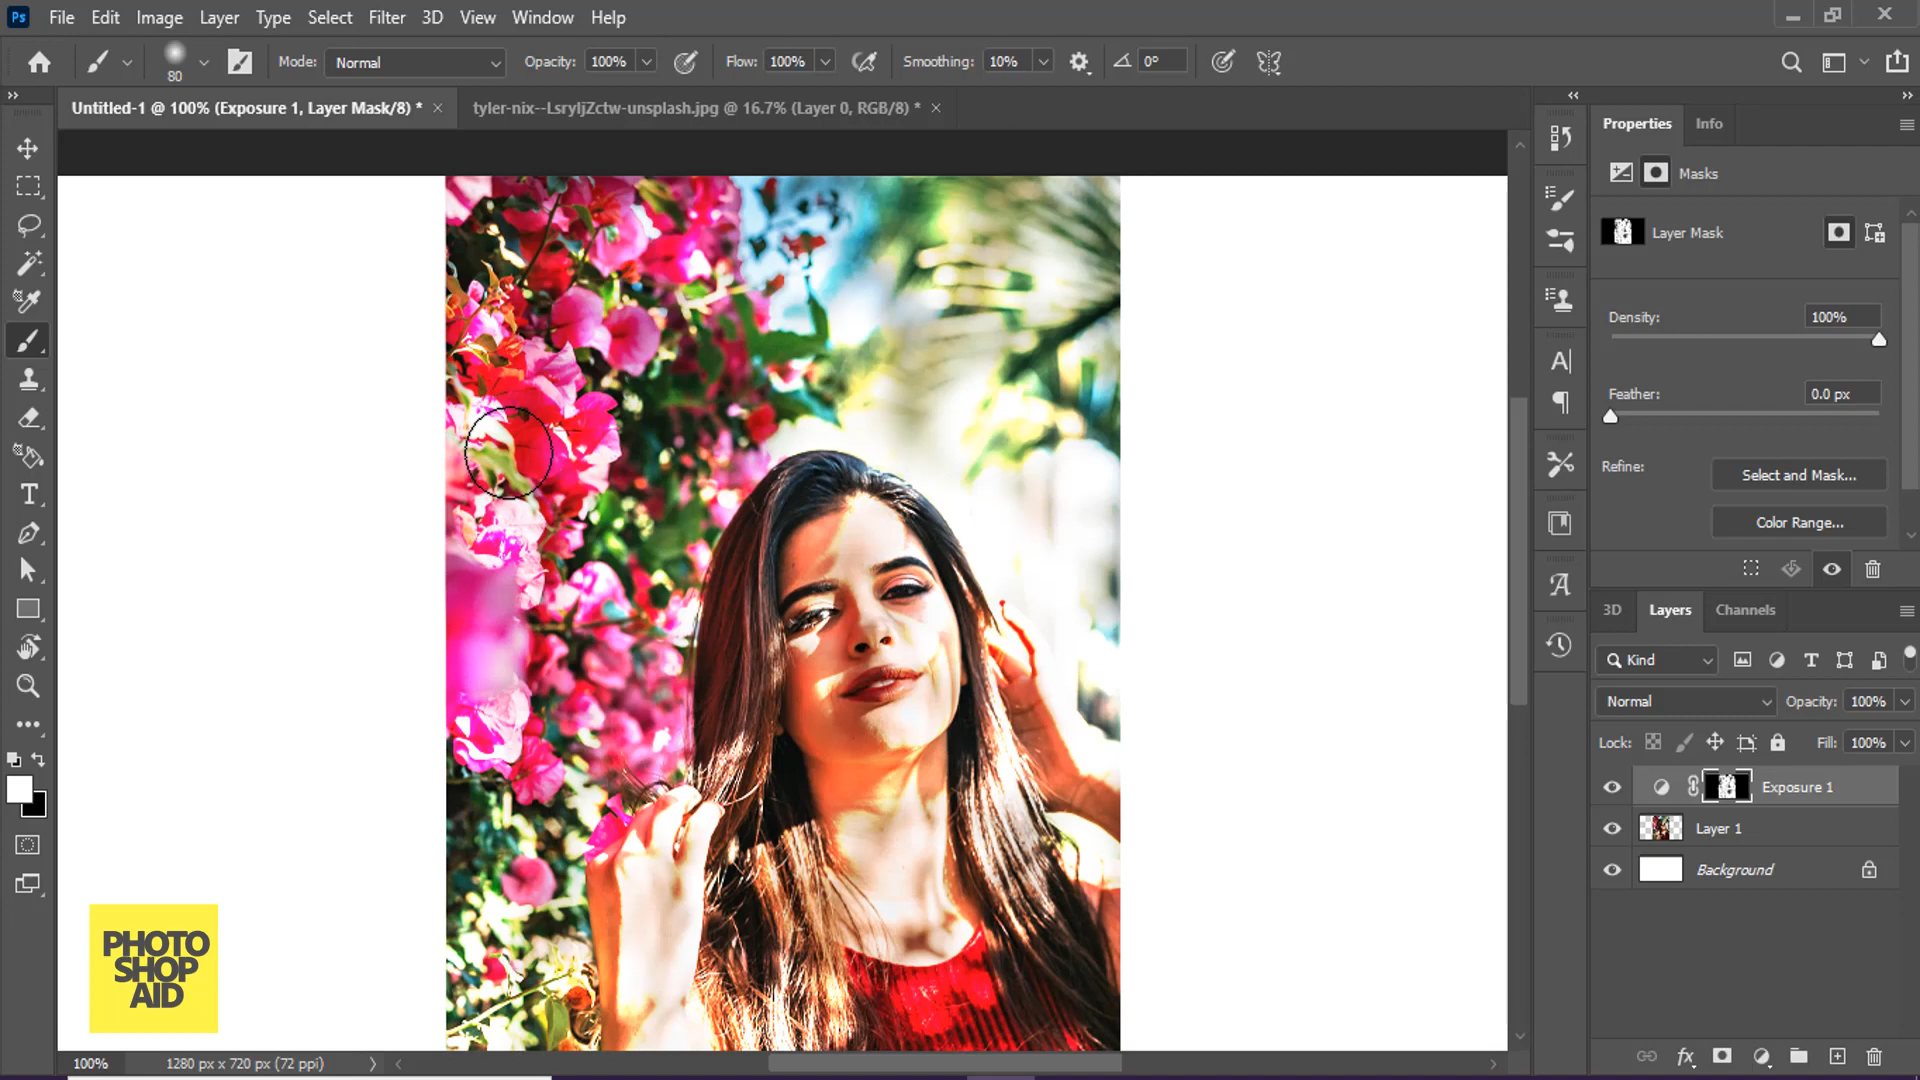 Ps File Edit Image Layer Type Select Filter 3D View Window Help
80 Mode: Normal Opacity: 100% Flow: 100% Smoothing: 10% 0°
Untitled-1 @ 100% (Exposure 1, Layer Mask/8) * tyler-nix--LsryljZctw-unsplash.jpg @ 16.7% (Layer 0, RGB/8) *
Properties Info
Masks
Layer Mask
Density: 100%
Feather: 0.0 px
Refine: Select and Mask...
Color Range...
3D Layers Channels
Kind
Normal Opacity: 100%
Lock: Fill: 100%
Exposure 1
Layer 1
Background
PHOTO
SHOP
AID
100% 1280 px x 720 px (72 ppi)